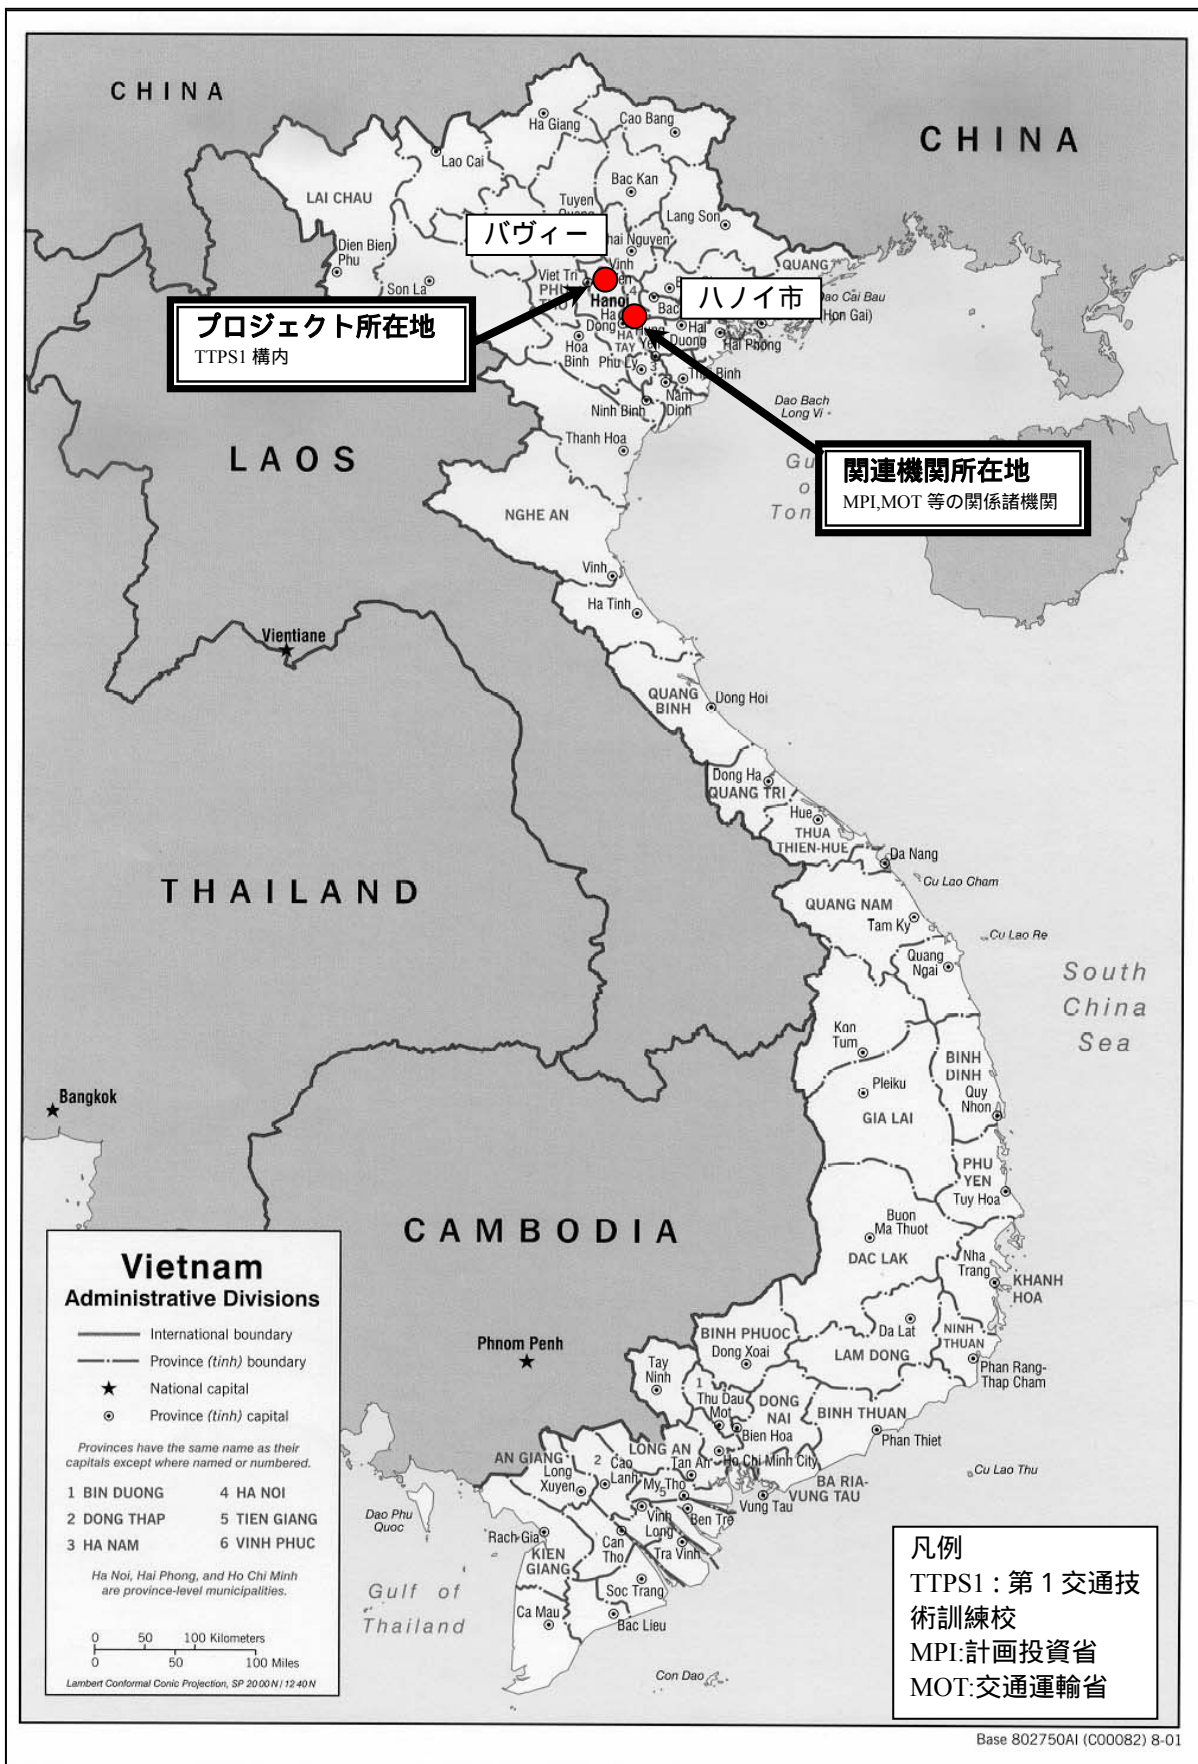 CHINA
CHINA
Ha Giang
Cao Bang
Lao Cai
LAI CHAU
Bac Kan
Tuyen
Lang Son
バヴィー
Dien Bien
Phu
Son La
Viet Tri
Vinh
QUANG
ハノイ市
Hanoi
プロジェクト所在地
TTPS1 構内
Ha
Dong
HA
TAY
Hoa
Binh
Hai
Duong
Hai Phong
(Hon Gai)
Phu Ly
3
4
Ninh Binh
Nam
Dinh
Dao Bach
Long Vi
Thanh Hoa
LAOS
関連機関所在地
MPI,MOT 等の関係諸機関
NGHE AN
Vinh
Ha Tinh
Vientiane
QUANG
BINH
Dong Hoi
Dong Ha
QUANG TRI
Hue
THUA
THIEN-HUE
Da Nang
Cu Lao Cham
THAILAND
QUANG NAM
Tam Ky
Cu Lao Re
Quang
Ngai
South
China
Sea
Kon
Tum
BINH
DINH
Pleiku
Quy
Nhon
GIA LAI
Bangkok
PHU
YEN
Tuy Hoa
Buon
Ma Thuot
CAMBODIA
DAC LAK
Nha
Trang
KHANH
HOA
BINH PHUOC
Dong Xoai
Da Lat
LAM DONG
NINH
THUAN
Phan Rang-
Thap Cham
Phnom Penh
Tay
Ninh
1
Thu Dau
Mot
DONG
NAI
BINH THUAN
Bien Hoa
Phan Thiet
AN GIANG
LONG AN
2
Cao
Lanh
Long
Xuyen
Tan An
Ho Chi Minh City
My Tho
5
BA RIA-
VUNG TAU
Vung Tau
Cu Lao Thu
Dao Phu
Quoc
Rach Gia
Vinh
Long
Ben Tre
Can
Tho
Tra Vinh
KIEN
GIANG
Soc Trang
Gulf of
Thailand
Ca Mau
Bac Lieu
Con Dao
Vietnam
Administrative Divisions
International boundary
Province (tinh) boundary
National capital
Province (tinh) capital
Provinces have the same name as their
capitals except where named or numbered.
1 BIN DUONG 4 HA NOI
2 DONG THAP 5 TIEN GIANG
3 HA NAM 6 VINH PHUC
Ha Noi, Hai Phong, and Ho Chi Minh
are province-level municipalities.
0 50 100 Kilometers
0 50 100 Miles
Lambert Conformal Conic Projection, SP 20 00 N / 12 40 N
凡例
TTPS1 : 第 1 交通技
術訓練校
MPI:計画投資省
MOT:交通運輸省
Base 802750AI (C00082) 8-01